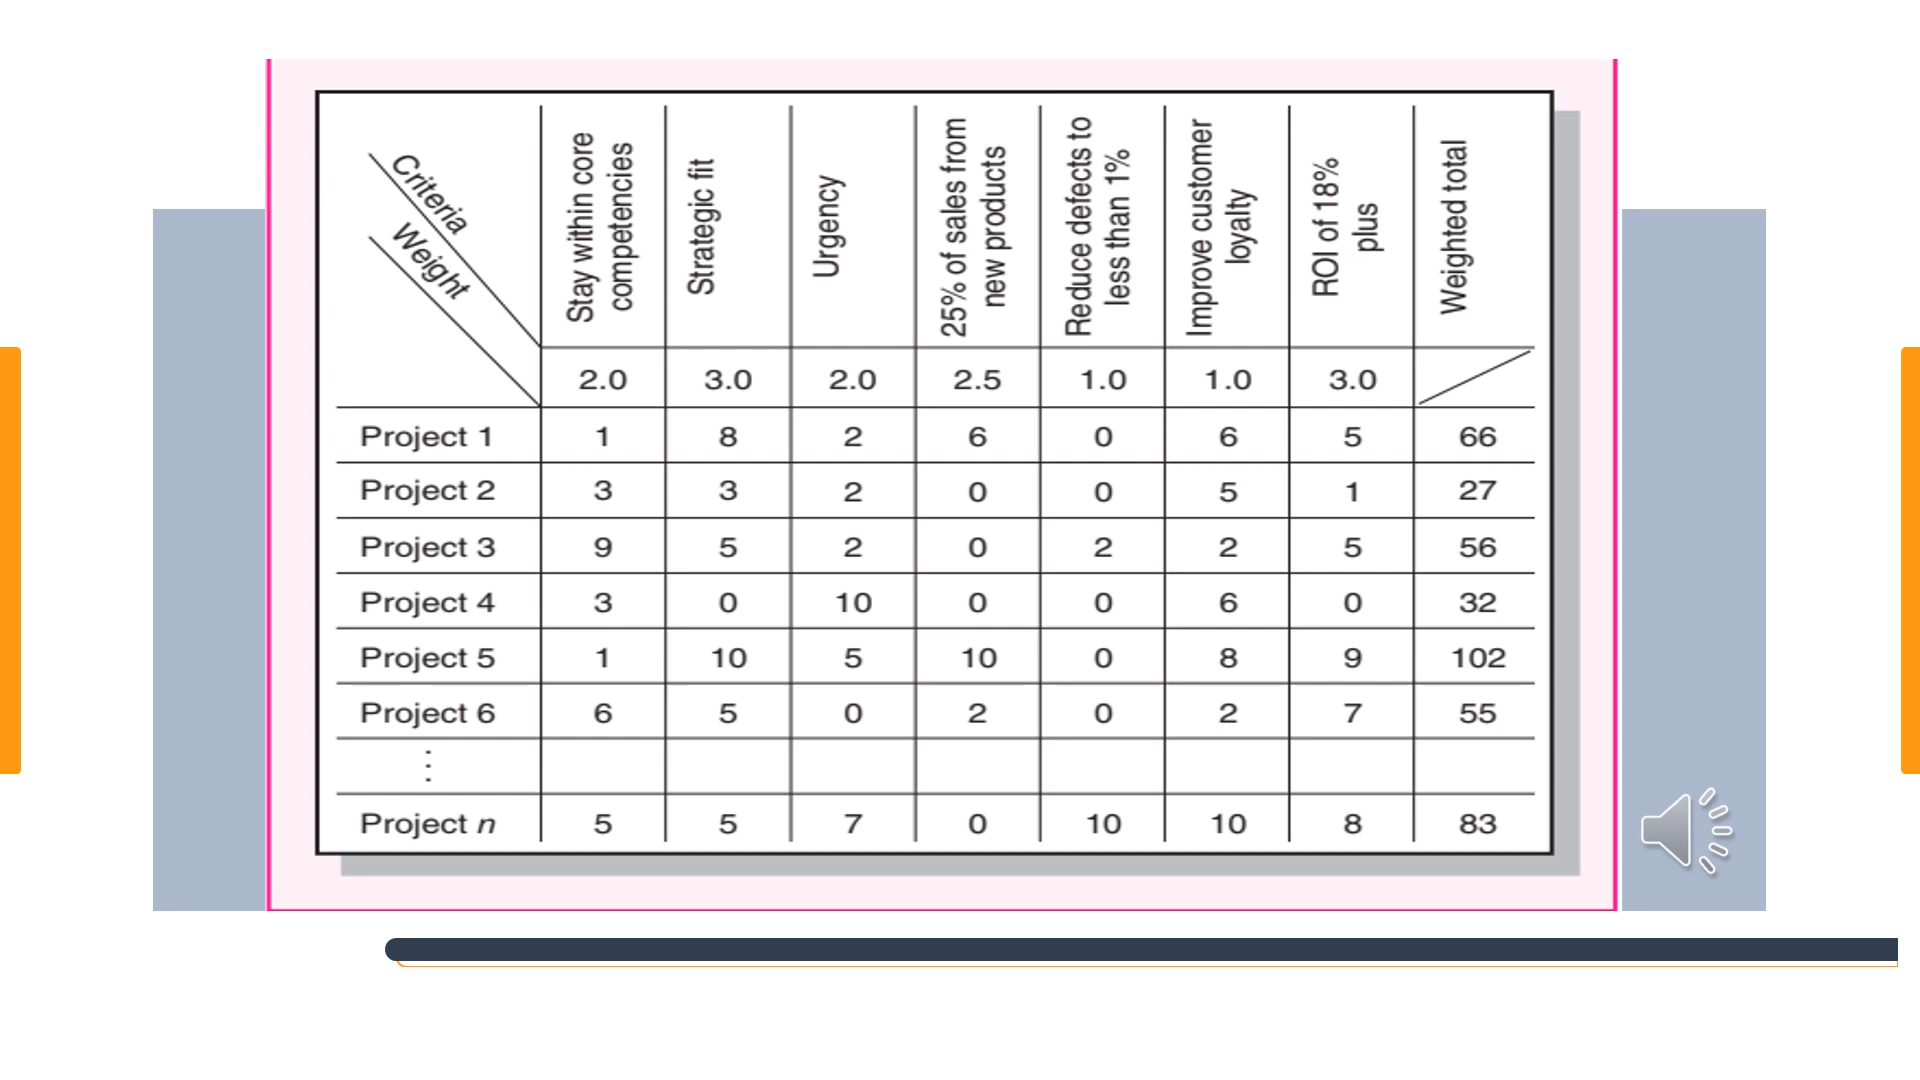 Criteria
Weight
Stay within core
competencies
Strategic fit
Urgency
25% of sales from
new products
Reduce defects to
less than 1%
Improve customer
loyalty
ROI of 18%
plus
Weighted total
2.0 3.0 2.0 2.5 1.0 1.0 3.0
Project 1 1 8 2 6 0 6 5 66
Project 2 3 3 2 0 0 5 1 27
Project 3 9 5 2 0 2 2 5 56
Project 4 3 0 10 0 0 6 0 32
Project 5 1 10 5 10 0 8 9 102
Project 6 6 5 0 2 0 2 7 55
⋮
Project n 5 5 7 0 10 10 8 83